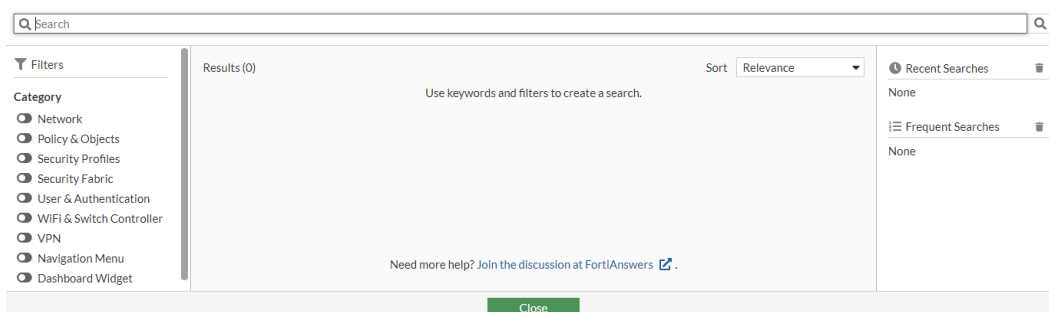 Search
Filters
Category
Network
Policy & Objects
Security Profiles
Security Fabric
User & Authentication
WiFi & Switch Controller
VPN
Navigation Menu
Dashboard Widget
Results (0)
Sort Relevance
Use keywords and filters to create a search.
Need more help? Join the discussion at FortiAnswers .
Recent Searches
None
Frequent Searches
None
Close